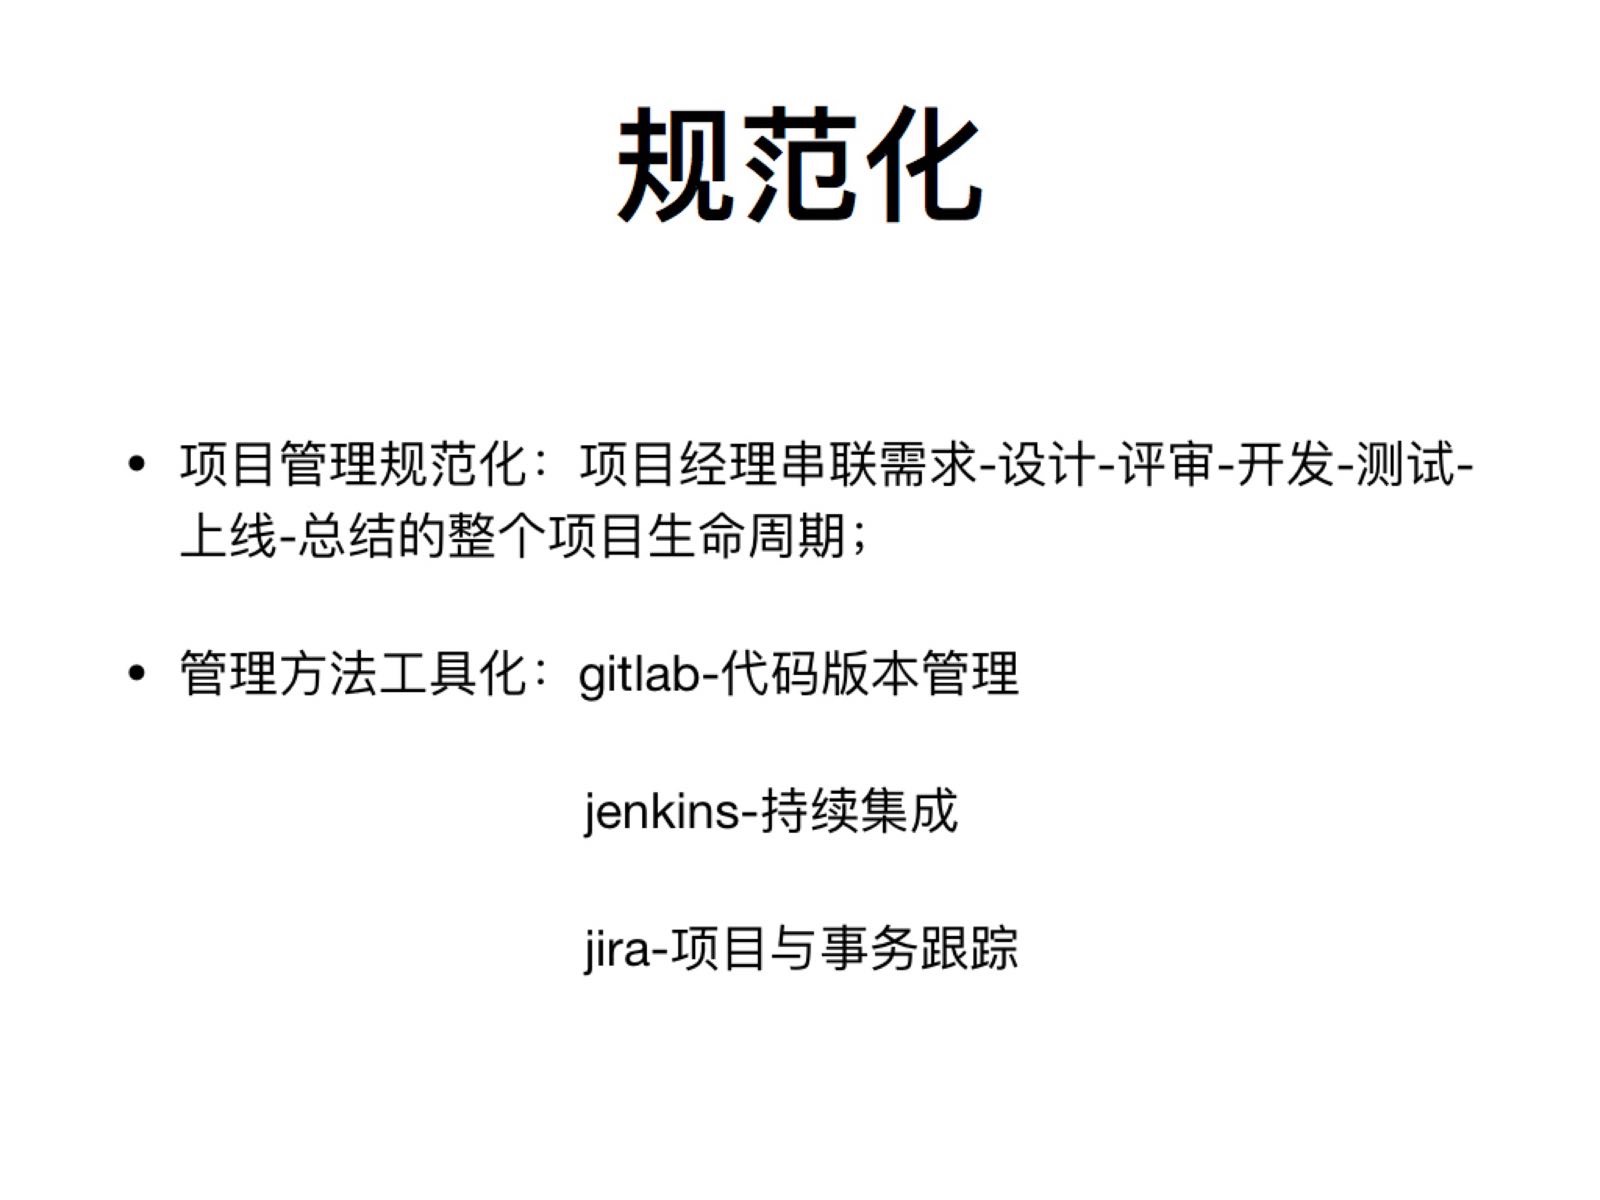 规范化
• 项目管理规范化：项目经理串联需求-设计-评审-开发-测试-
上线-总结的整个项目生命周期；
• 管理方法工具化：gitlab-代码版本管理
jenkins-持续集成
jira-项目与事务跟踪